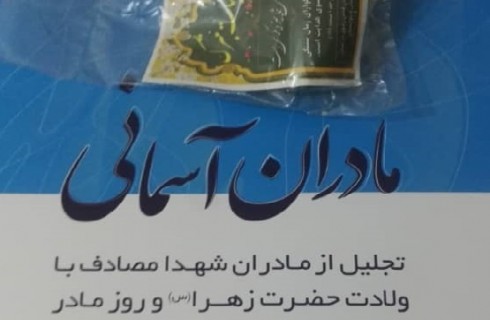 مادران آسمانی
تجلیل از مادران شهدا مصادف با
ولادت حضرت زهرا(س) و روز مادر